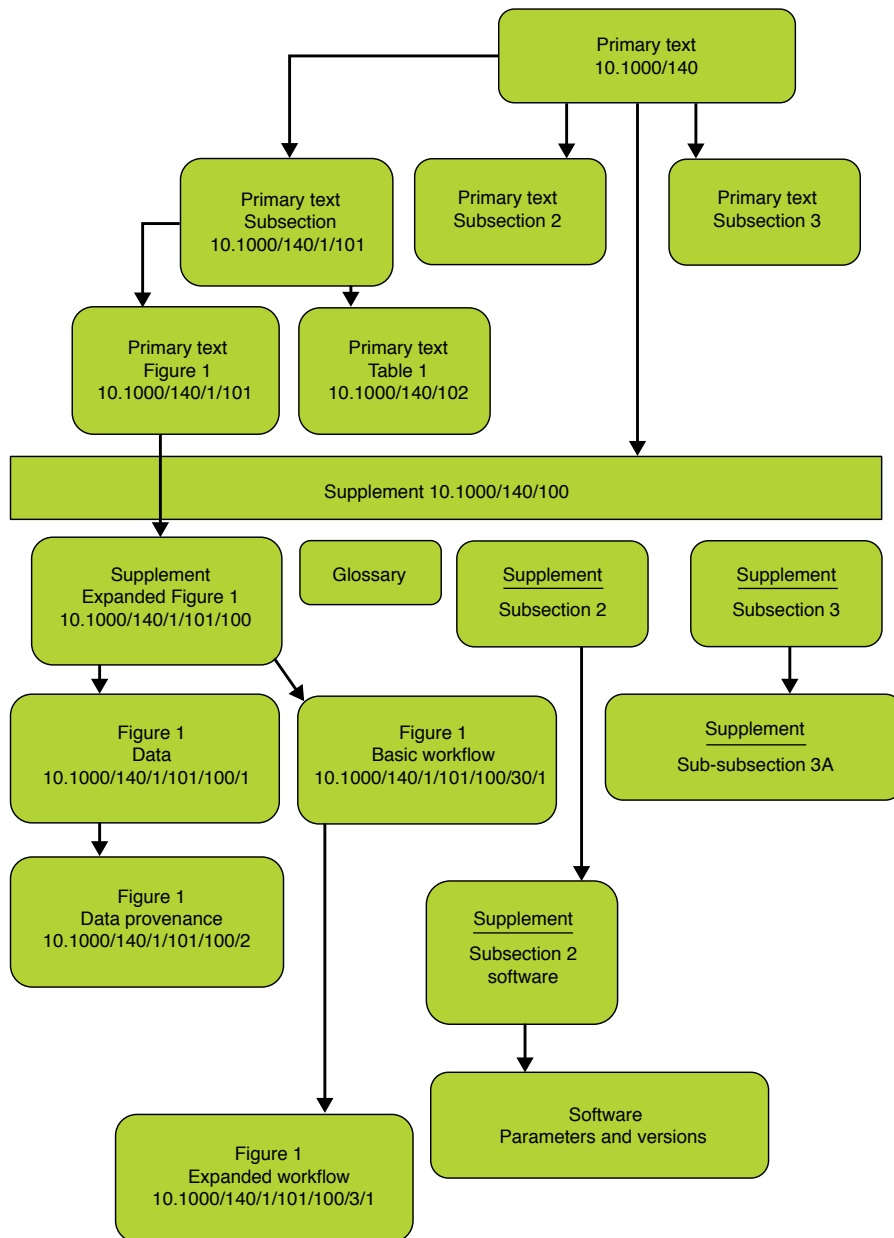 Primary text
10.1000/140
Primary text
Subsection
10.1000/140/1/101
Primary text
Subsection 2
Primary text
Subsection 3
Primary text
Figure 1
10.1000/140/1/101
Primary text
Table 1
10.1000/140/102
Supplement 10.1000/140/100
Supplement
Expanded Figure 1
10.1000/140/1/101/100
Glossary
Supplement
Subsection 2
Supplement
Subsection 3
Figure 1
Data
10.1000/140/1/101/100/1
Figure 1
Basic workflow
10.1000/140/1/101/100/30/1
Supplement
Sub-subsection 3A
Figure 1
Data provenance
10.1000/140/1/101/100/2
Supplement
Subsection 2
software
Software
Parameters and versions
Figure 1
Expanded workflow
10.1000/140/1/101/100/3/1